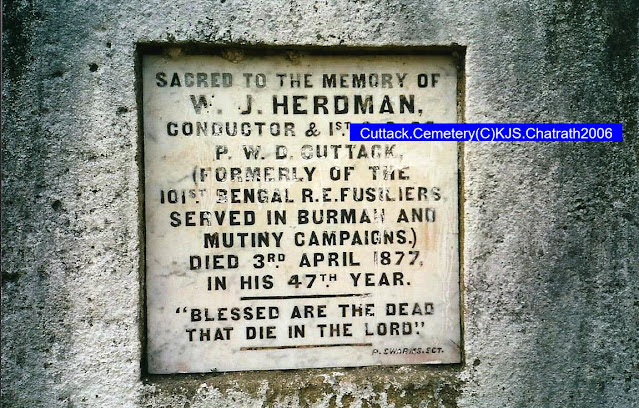 SACRED TO THE MEMORY OF
W. J. HERDMAN,
CONDUCTOR & 1ST
Cuttack.Cemetery(C)KJS.Chatrath2006
P. W. D. CUTTACK,
(FORMERLY OF THE
101ST BENGAL R.E.FUSILIERS,
SERVED IN BURMAH AND
MUTINY CAMPAIGNS.)
DIED 3RD APRIL 1877,
IN HIS 47TH YEAR.
"BLESSED ARE THE DEAD
THAT DIE IN THE LORD."